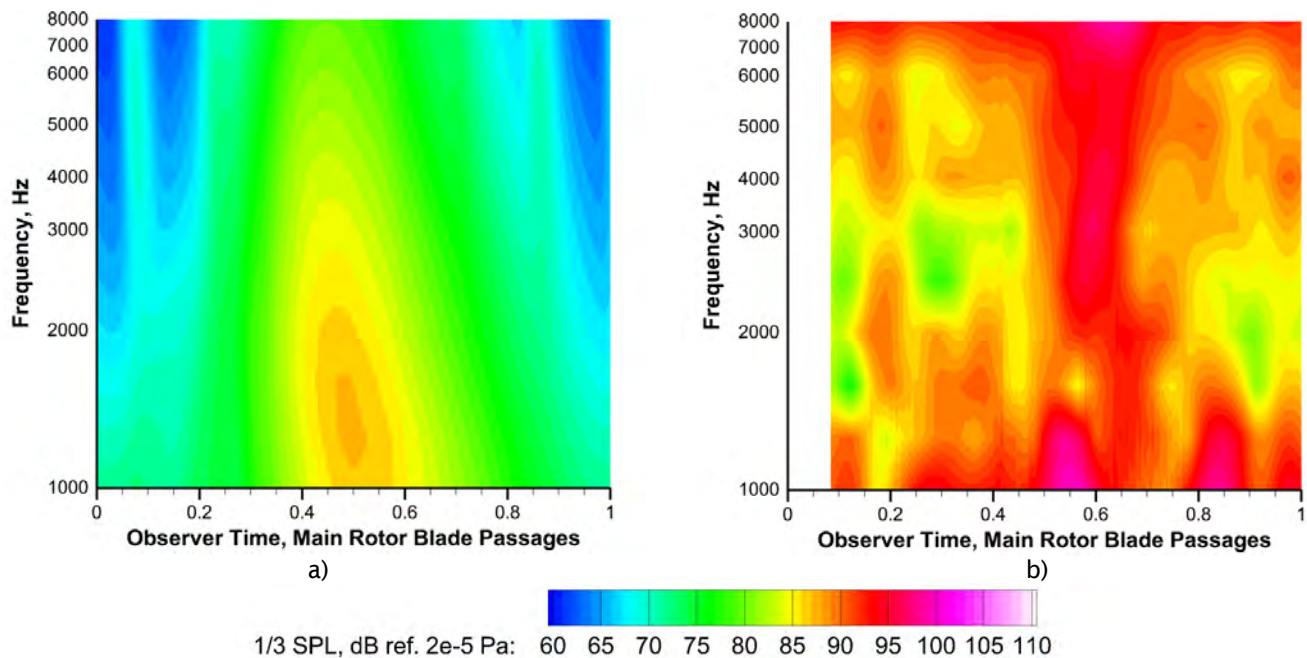 8000
7000
6000
5000
4000
3000
2000
1000
Frequency, Hz
0 0.2 0.4 0.6 0.8 1
Observer Time, Main Rotor Blade Passages
a)
8000
7000
6000
5000
4000
3000
2000
1000
Frequency, Hz
0 0.2 0.4 0.6 0.8 1
Observer Time, Main Rotor Blade Passages
b)
1/3 SPL, dB ref. 2e-5 Pa: 60 65 70 75 80 85 90 95 100 105 110